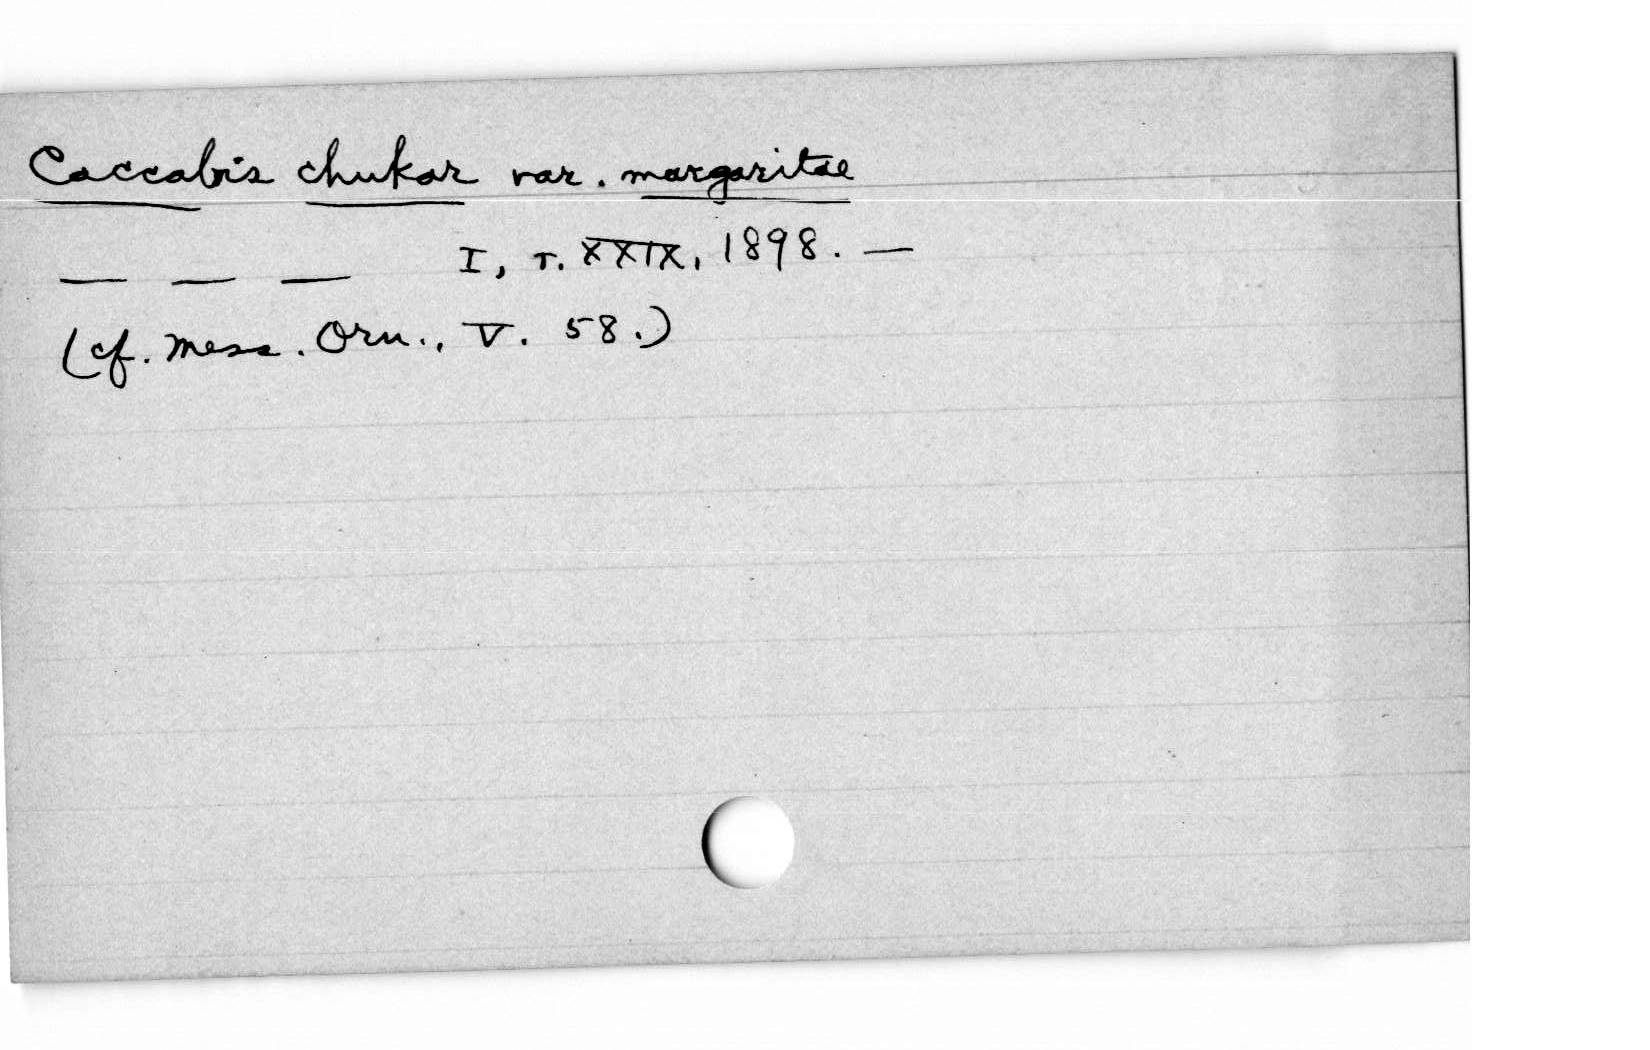 Caccabis chukar var. margaritae
— — — I, T. XXIX, 1898. —
(cf. Mess. Orn., V. 58.)